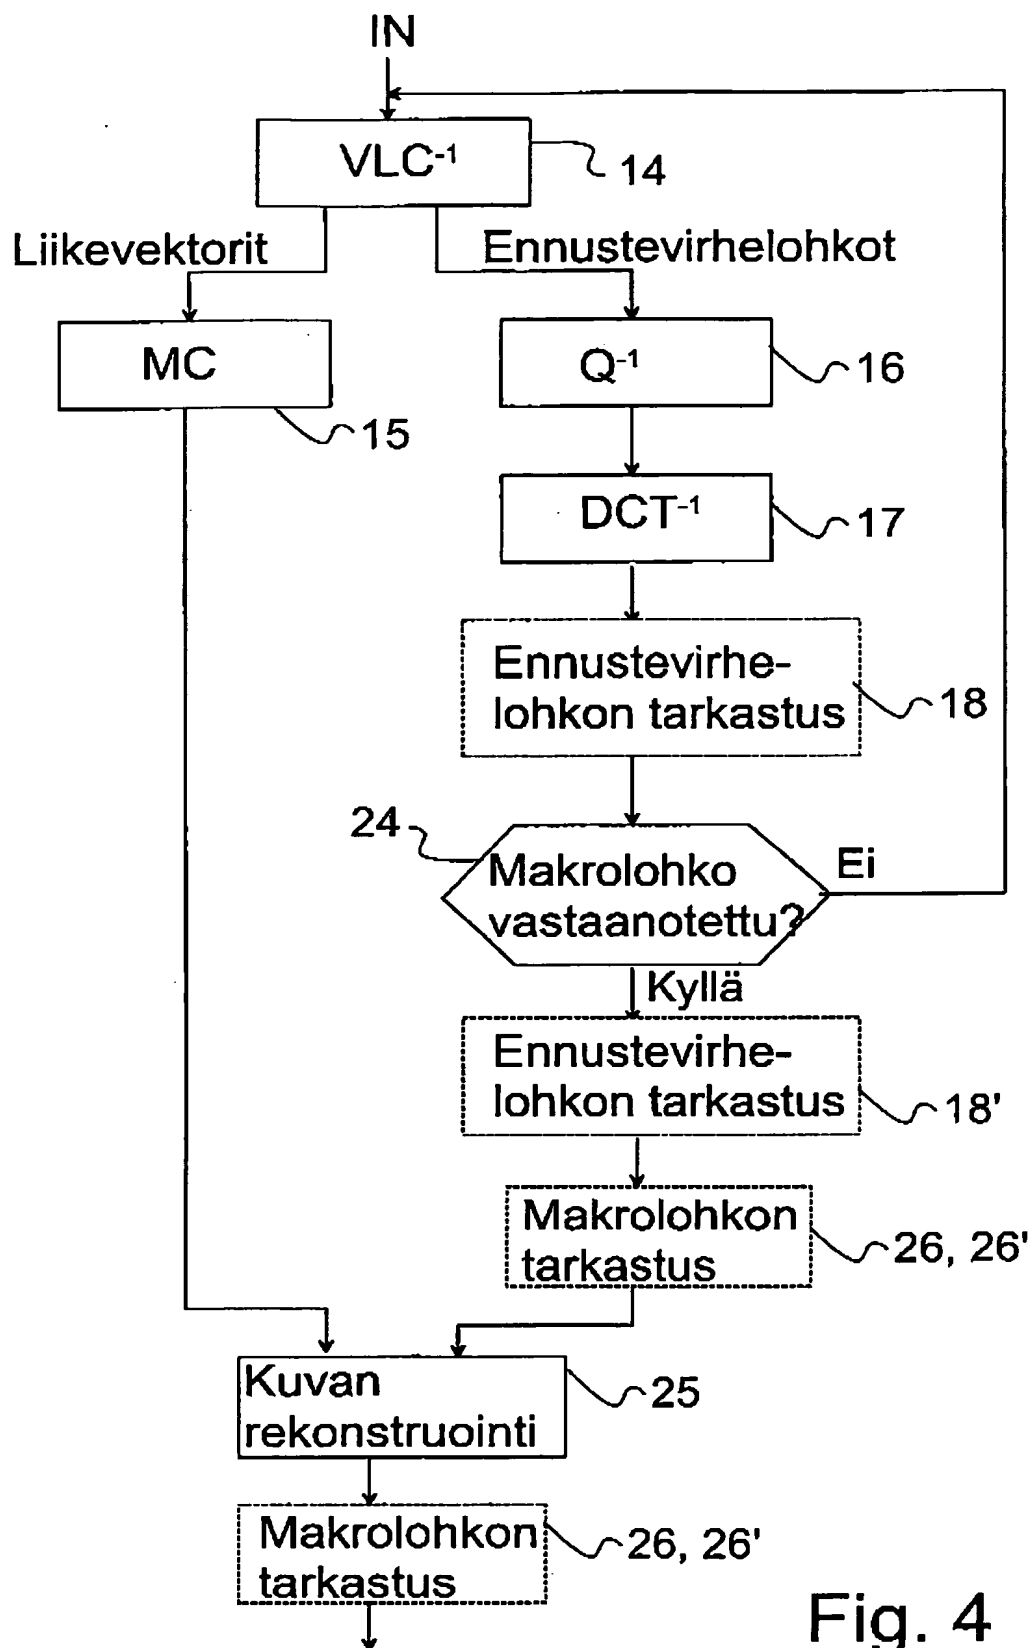 IN
VLC⁻¹
14
Liikevektorit
Ennustevirhelohkot
MC
15
Q⁻¹
16
DCT⁻¹
17
Ennustevirhe-
lohkon tarkastus
18
24
Makrolohko
vastaanotettu?
Ei
Kyllä
Ennustevirhe-
lohkon tarkastus
18'
Makrolohkon
tarkastus
26, 26'
Kuvan
rekonstruointi
25
Makrolohkon
tarkastus
26, 26'
Fig. 4